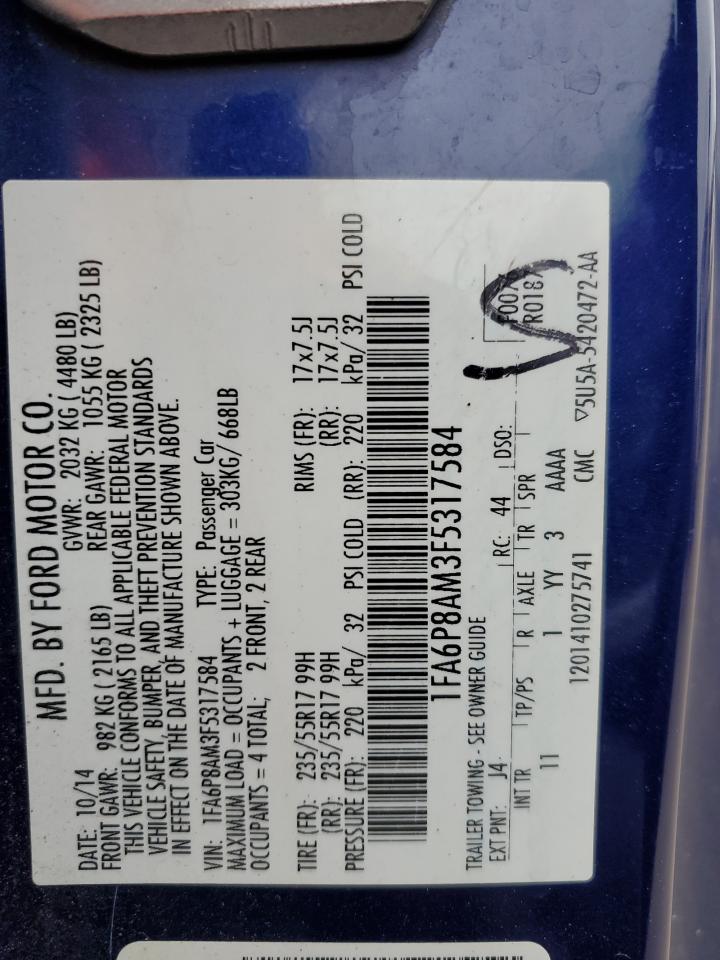 MFD. BY FORD MOTOR CO.
DATE: 10/14 GVWR: 2032 KG ( 4480 LB)
FRONT GAWR: 982 KG ( 2165 LB) REAR GAWR: 1055 KG ( 2325 LB)
THIS VEHICLE CONFORMS TO ALL APPLICABLE FEDERAL MOTOR
VEHICLE SAFETY, BUMPER, AND THEFT PREVENTION STANDARDS
IN EFFECT ON THE DATE OF MANUFACTURE SHOWN ABOVE.
VIN: 1FA6P8AM3F5317584 TYPE: Passenger Car
MAXIMUM LOAD = OCCUPANTS + LUGGAGE = 303KG/ 668LB
OCCUPANTS = 4 TOTAL, 2 FRONT, 2 REAR
TIRE (FR): 235/55R17 99H RIMS (FR): 17x7.5J
(RR): 235/55R17 99H (RR): 17x7.5J
PRESSURE (FR): 220 kPa/ 32 PSI COLD (RR): 220 kPa/ 32 PSI COLD
1FA6P8AM3F5317584
TRAILER TOWING - SEE OWNER GUIDE
EXT PNT: J4 RC: 44 DSO: R018
INT TR TP/PS R AXLE TR SPR
11 1 YY 3 AAAA
1201410275741 CMC ▽5U5A-5420472-AA